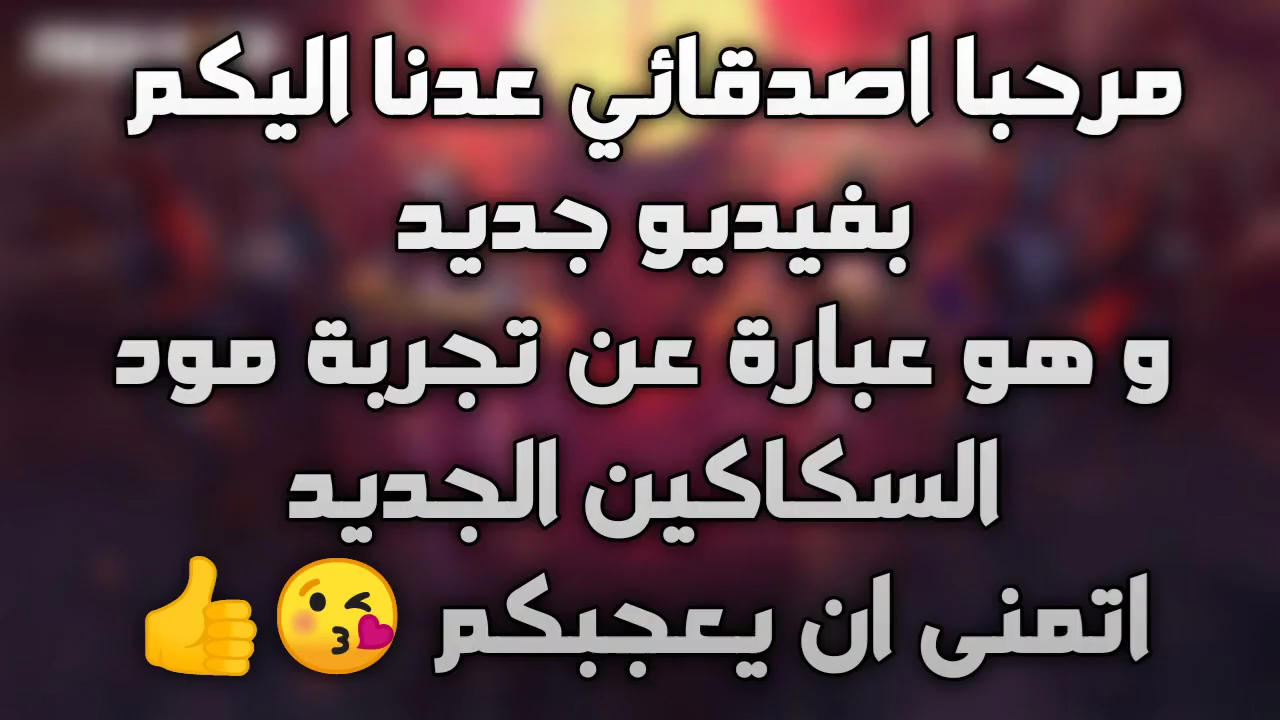 مرحبا اصدقائي عدنا اليكم
بفيديو جديد
و هو عبارة عن تجربة مود
السكاكين الجديد
اتمنى ان يعجبكم 😘👍